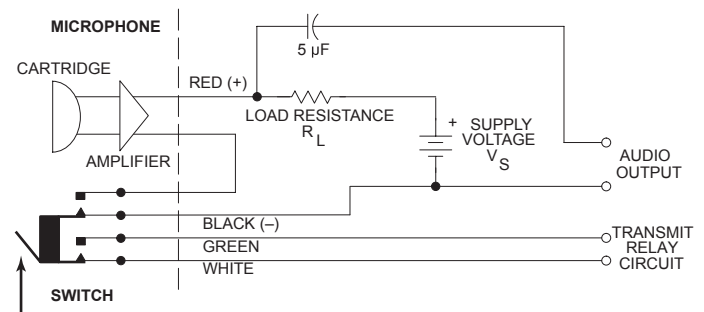 MICROPHONE
CARTRIDGE
AMPLIFIER
RED (+)
5 µF
LOAD RESISTANCE
R L
+ SUPPLY
VOLTAGE
V S
AUDIO
OUTPUT
BLACK (–)
GREEN
WHITE
TRANSMIT
RELAY
CIRCUIT
SWITCH